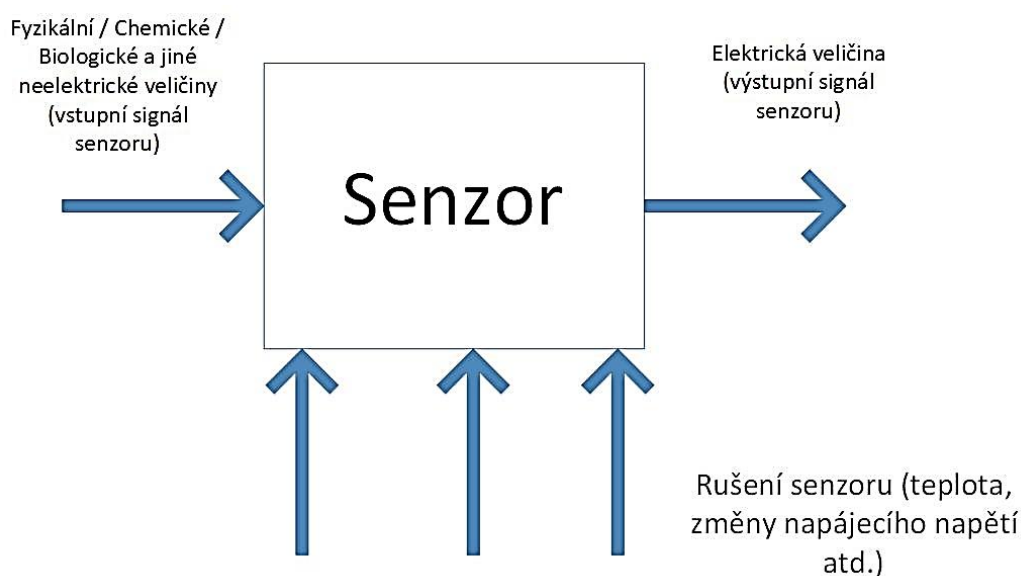 Fyzikální / Chemické /
Biologické a jiné
neelektrické veličiny
(vstupní signál
senzoru)
Elektrická veličina
(výstupní signál
senzoru)
Senzor
Rušení senzoru (teplota,
změny napájecího napětí
atd.)